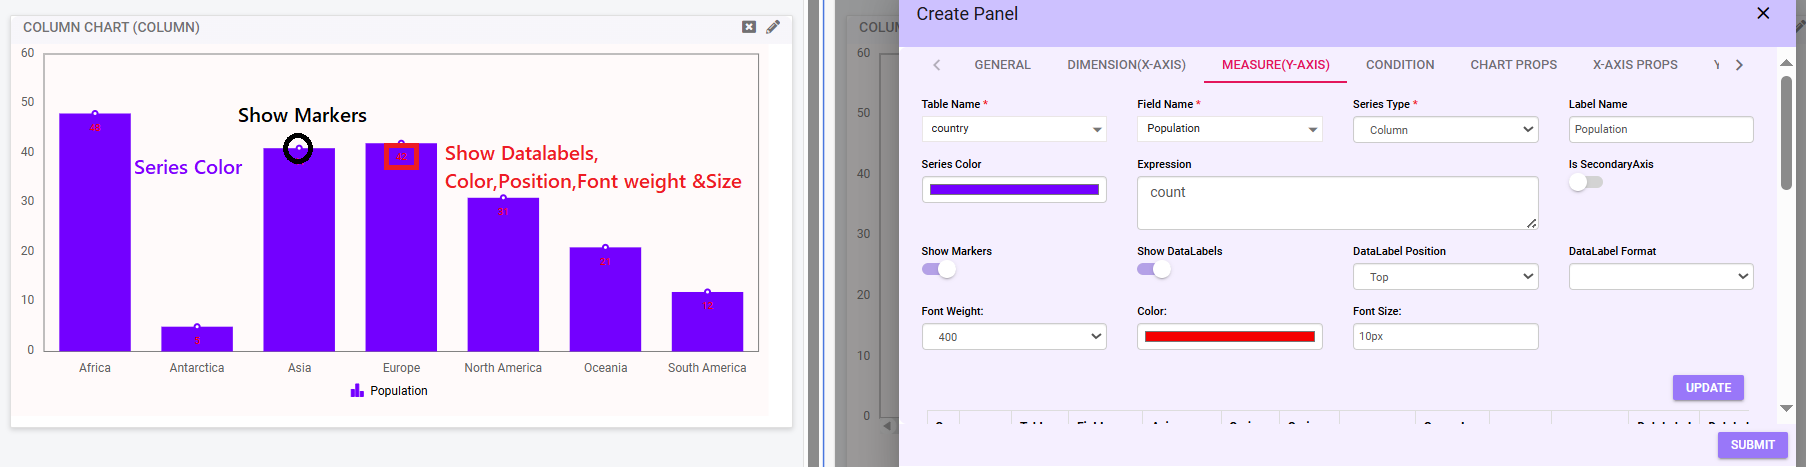 COLUMN CHART (COLUMN)
60
50
40
30
20
10
0
48
Show Markers
Series Color
42
Show Datalabels,
Color,Position,Font weight &Size
31
21
12
Africa
Antarctica
Asia
Europe
North America
Oceania
South America
Population
60
50
40
30
20
10
0
Create Panel
GENERAL
DIMENSION(X-AXIS)
MEASURE(Y-AXIS)
CONDITION
CHART PROPS
X-AXIS PROPS
Table Name *
Field Name *
Series Type *
Label Name
country
Population
Column
Population
Series Color
Expression
Is SecondaryAxis
count
Show Markers
Show DataLabels
DataLabel Position
DataLabel Format
Top
Font Weight:
Color:
Font Size:
400
10px
UPDATE
SUBMIT